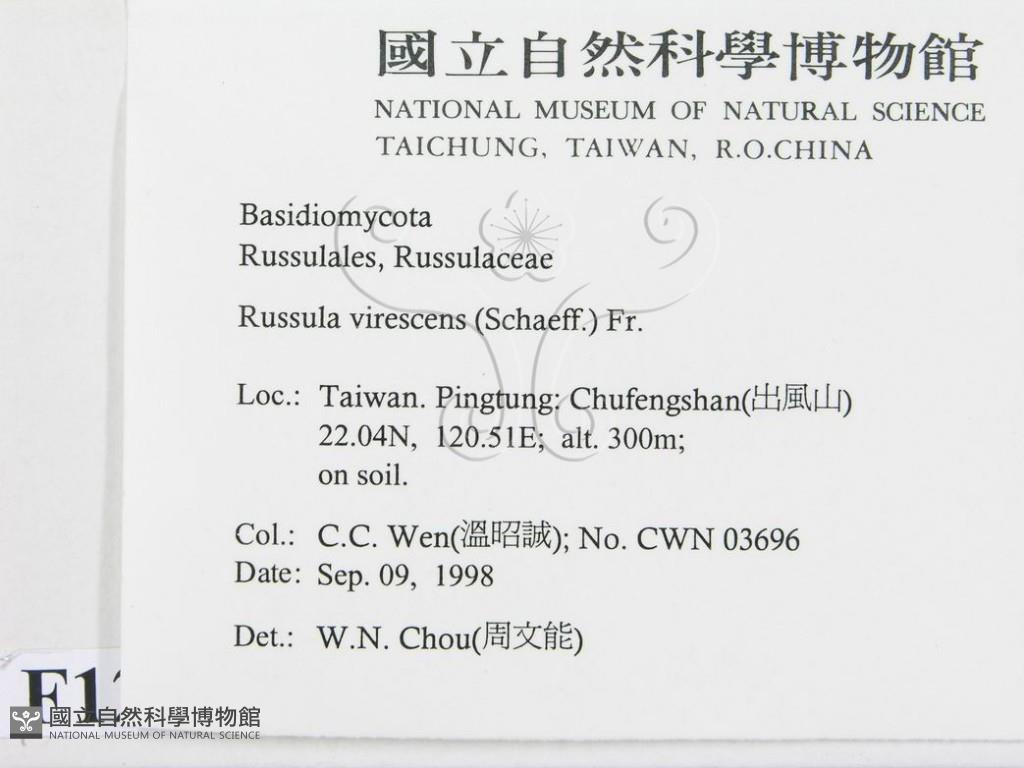 國立自然科學博物館
NATIONAL MUSEUM OF NATURAL SCIENCE
TAICHUNG, TAIWAN, R.O.CHINA
Basidiomycota
Russulales, Russulaceae
Russula virescens (Schaeff.) Fr.
Loc.: Taiwan. Pingtung: Chufengshan(出風山)
22.04N, 120.51E; alt. 300m;
on soil.
Col.: C.C. Wen(溫昭誠); No. CWN 03696
Date: Sep. 09, 1998
Det.: W.N. Chou(周文能)
國立自然科學博物館
NATIONAL MUSEUM OF NATURAL SCIENCE